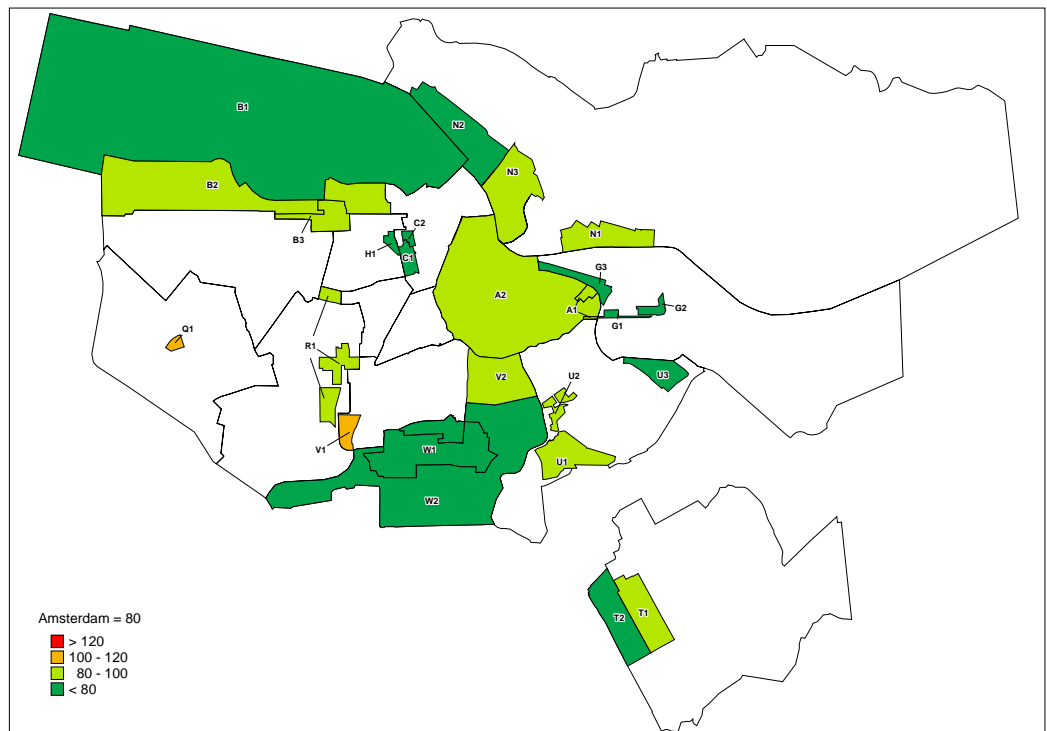 B1
N2
N3
B2
C2
B3
N1
H1
C1
G3
A2
G2
A1
G1
Q1
R1
V2
U3
U2
V1
W1
U1
W2
T1
T2
Amsterdam = 80
> 120
100 - 120
80 - 100
< 80